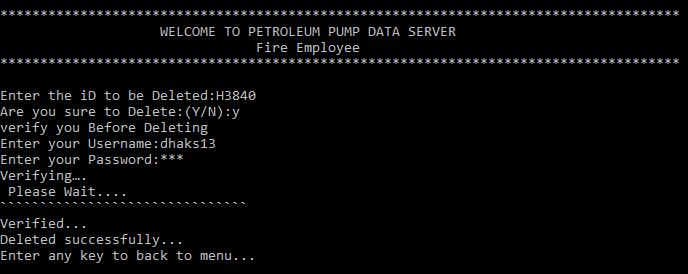 *************************************************************************************
WELCOME TO PETROLEUM PUMP DATA SERVER
Fire Employee
*************************************************************************************
Enter the iD to be Deleted:H3840
Are you sure to Delete:(Y/N):y
verify you Before Deleting
Enter your Username:dhaks13
Enter your Password:***
Verifying….
Please Wait....
```````````````````````````````
Verified...
Deleted successfully...
Enter any key to back to menu...